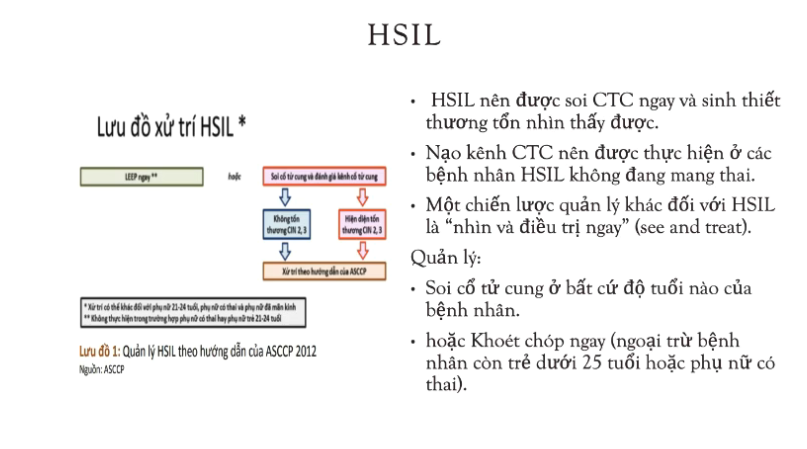 HSIL
Lưu đồ xử trí HSIL *
LEEP ngay **
hoặc
Soi cổ tử cung và đánh giá kênh cổ tử cung
Không tổn
thương CIN 2, 3
Hiện diện tổn
thương CIN 2, 3
Xử trí theo hướng dẫn của ASCCP
* Xử trí có thể khác đối với phụ nữ 21-24 tuổi, phụ nữ có thai và phụ nữ đã mãn kinh
** Không thực hiện trong trường hợp phụ nữ có thai hay phụ nữ trẻ 21-24 tuổi
Lưu đồ 1: Quản lý HSIL theo hướng dẫn của ASCCP 2012
Nguồn: ASCCP
• HSIL nên được soi CTC ngay và sinh thiết
thương tổn nhìn thấy được.
• Nạo kênh CTC nên được thực hiện ở các
bệnh nhân HSIL không đang mang thai.
• Một chiến lược quản lý khác đối với HSIL
là “nhìn và điều trị ngay” (see and treat).
Quản lý:
• Soi cổ tử cung ở bất cứ độ tuổi nào của
bệnh nhân.
• hoặc Khoét chóp ngay (ngoại trừ bệnh
nhân còn trẻ dưới 25 tuổi hoặc phụ nữ có
thai).